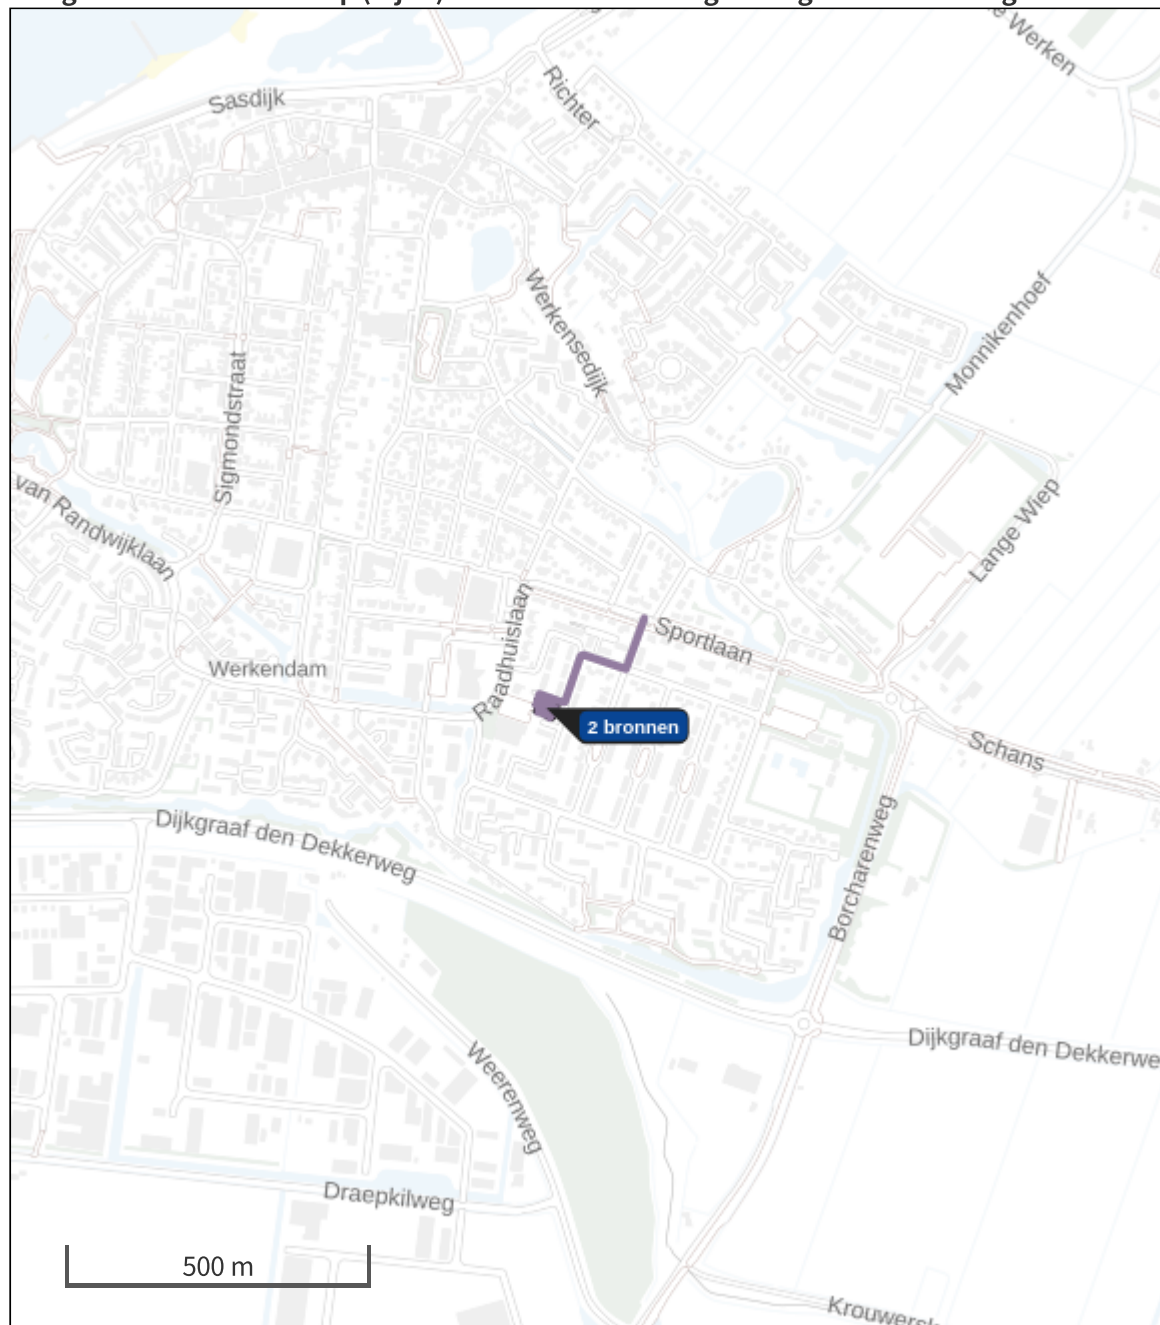 e Werken
Richter
Sasdijk
Werkensedijk
Monnikenhoef
Sigmondstraat
van Randwijklaan
Lange Wiep
Raadhuislaan
Sportlaan
Werkendam
2 bronnen
Schans
Dijkgraaf den Dekkerweg
Borcharenweg
Dijkgraaf den Dekkerwe
Weerenweg
Draepkilweg
500 m